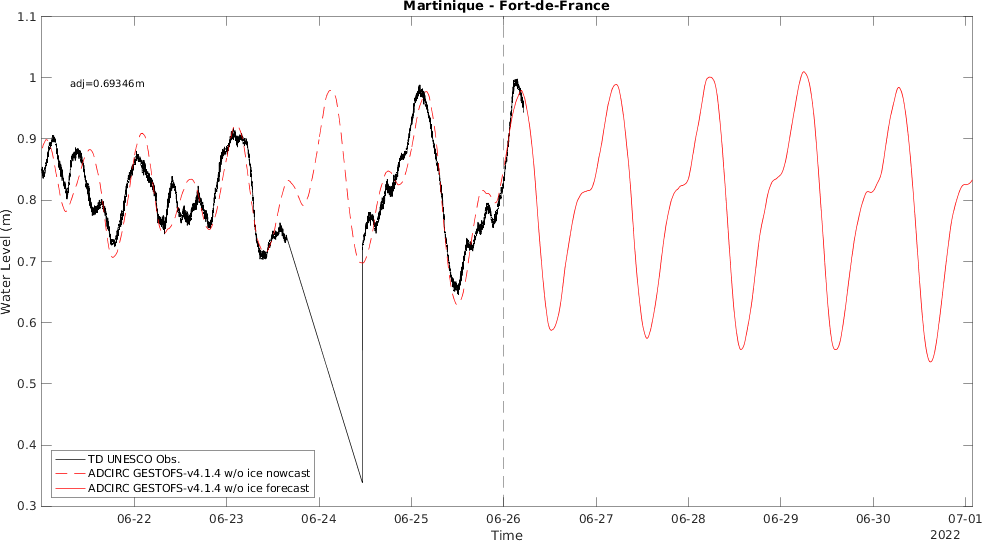 Martinique - Fort-de-France
1.1
1
adj=0.69346m
0.9
0.8
0.7
0.6
0.5
0.4
0.3
Water Level (m)
TD UNESCO Obs.
ADCIRC GESTOFS-v4.1.4 w/o ice nowcast
ADCIRC GESTOFS-v4.1.4 w/o ice forecast
06-22 06-23 06-24 06-25 06-26 06-27 06-28 06-29 06-30 07-01
2022
Time